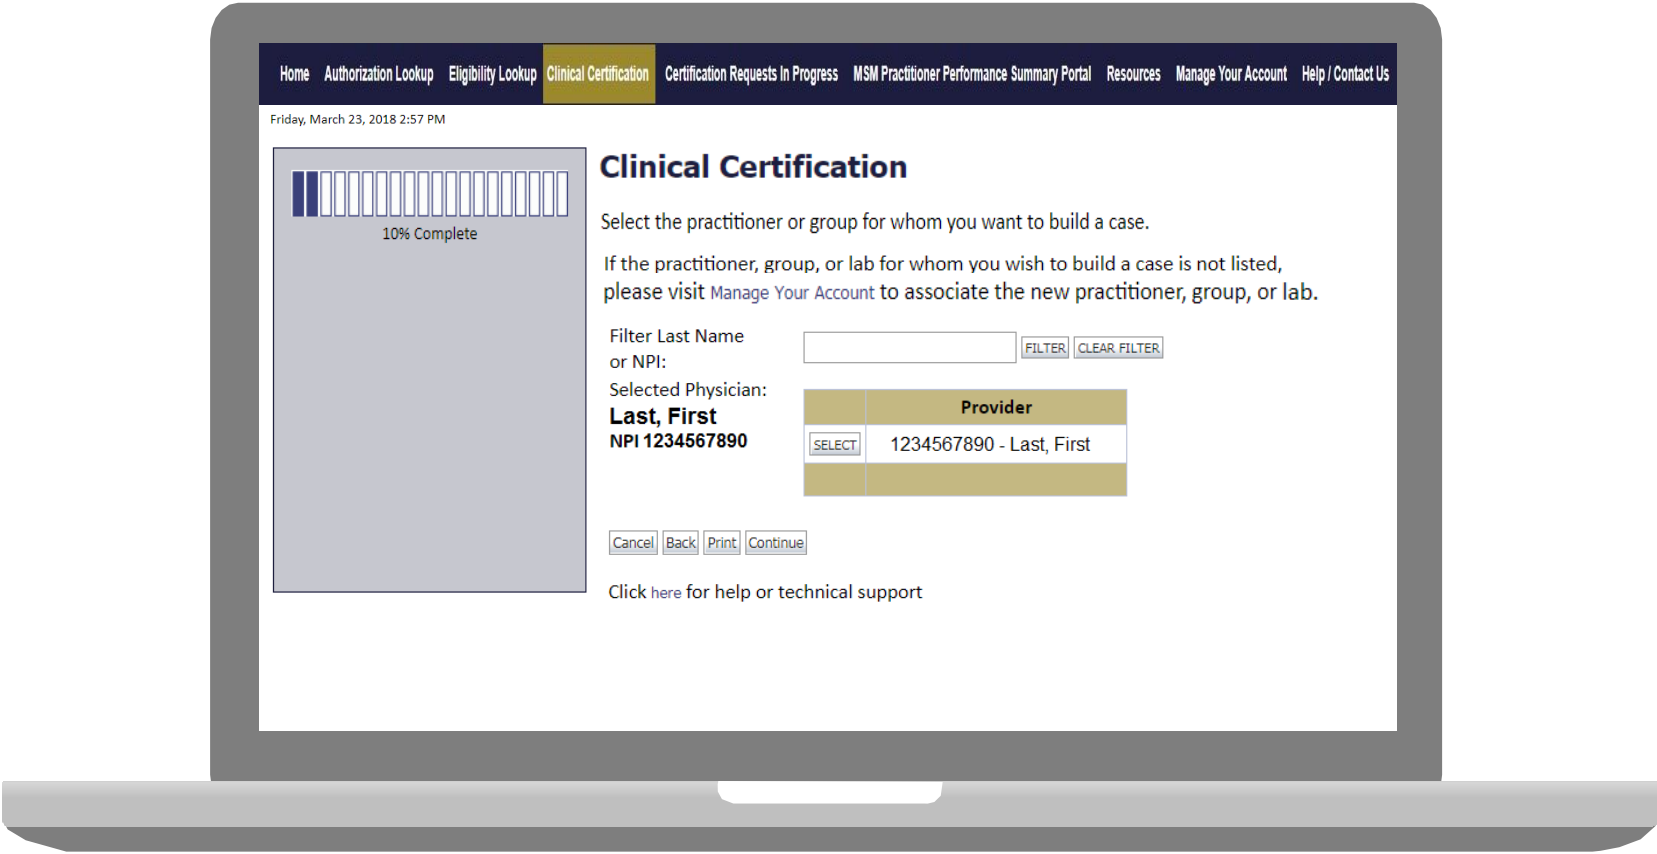 Home Authorization Lookup Eligibility Lookup Clinical Certification Certification Requests In Progress MSM Practitioner Performance Summary Portal Resources Manage Your Account Help / Contact Us
Friday, March 23, 2018 2:57 PM
10% Complete
Clinical Certification
Select the practitioner or group for whom you want to build a case.
If the practitioner, group, or lab for whom you wish to build a case is not listed,
please visit Manage Your Account to associate the new practitioner, group, or lab.
Filter Last Name
or NPI:
FILTER CLEAR FILTER
Selected Physician:
Last, First
NPI 1234567890
Provider
SELECT 1234567890 - Last, First
Cancel Back Print Continue
Click here for help or technical support